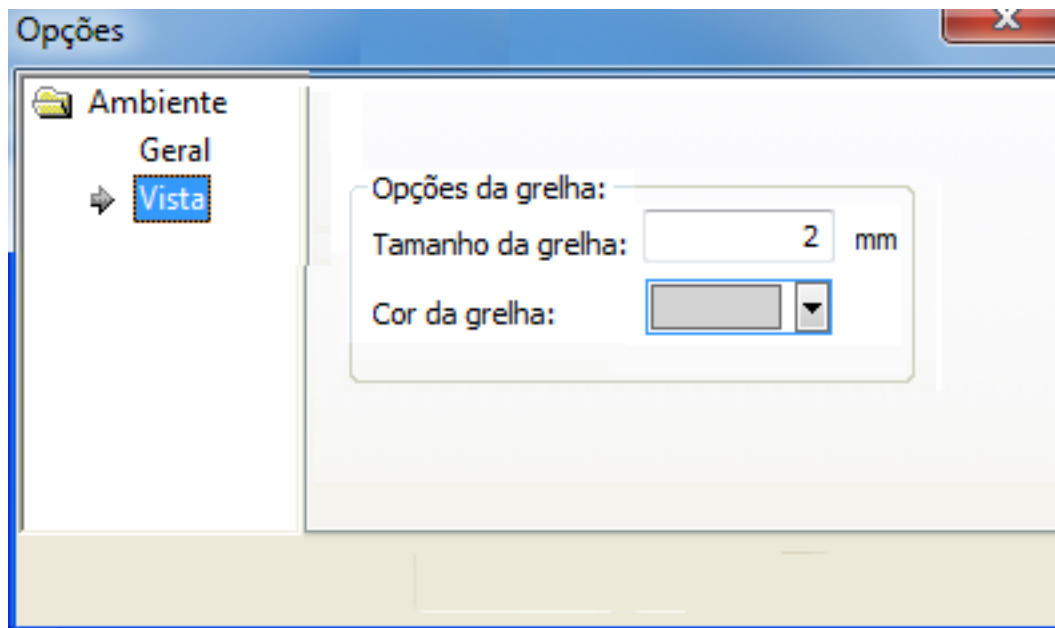 Opções
Ambiente
Geral
Vista
Opções da grelha:
Tamanho da grelha: 2 mm
Cor da grelha: